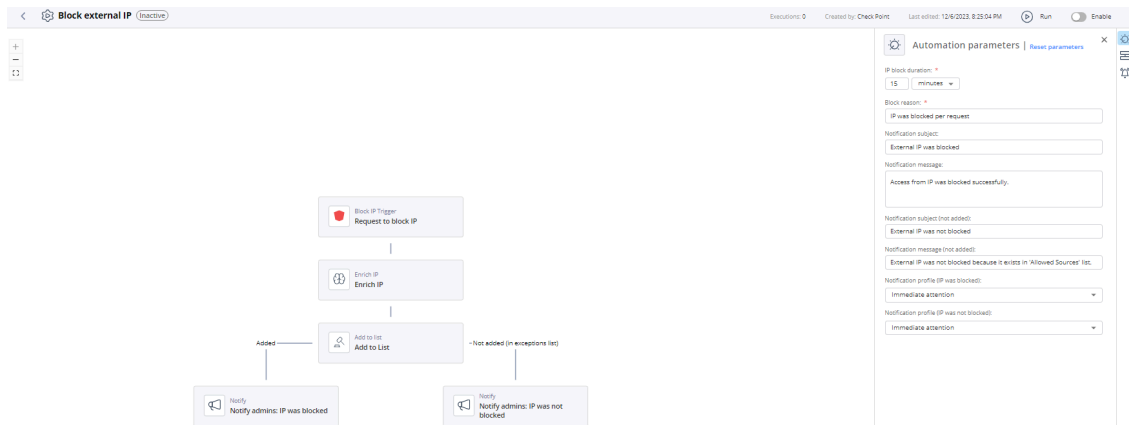 Block external IP (Inactive)
Executions: 0
Created by: Check Point
Last edited: 12/6/2023, 8:25:04 PM
Run
Enable
Block IP Trigger
Request to block IP
Enrich IP
Enrich IP
Add to list
Add to List
Added
Not added (in exceptions list)
Notify
Notify admins: IP was blocked
Notify
Notify admins: IP was not
blocked
Automation parameters | Reset parameters
IP block duration: *
15 minutes
Block reason: *
IP was blocked per request
Notification subject:
External IP was blocked
Notification message:
Access from IP was blocked successfully.
Notification subject (not added):
External IP was not blocked
Notification message (not added):
External IP was not blocked because it exists in 'Allowed Sources' list.
Notification profile (IP was blocked):
Immediate attention
Notification profile (IP was not blocked):
Immediate attention